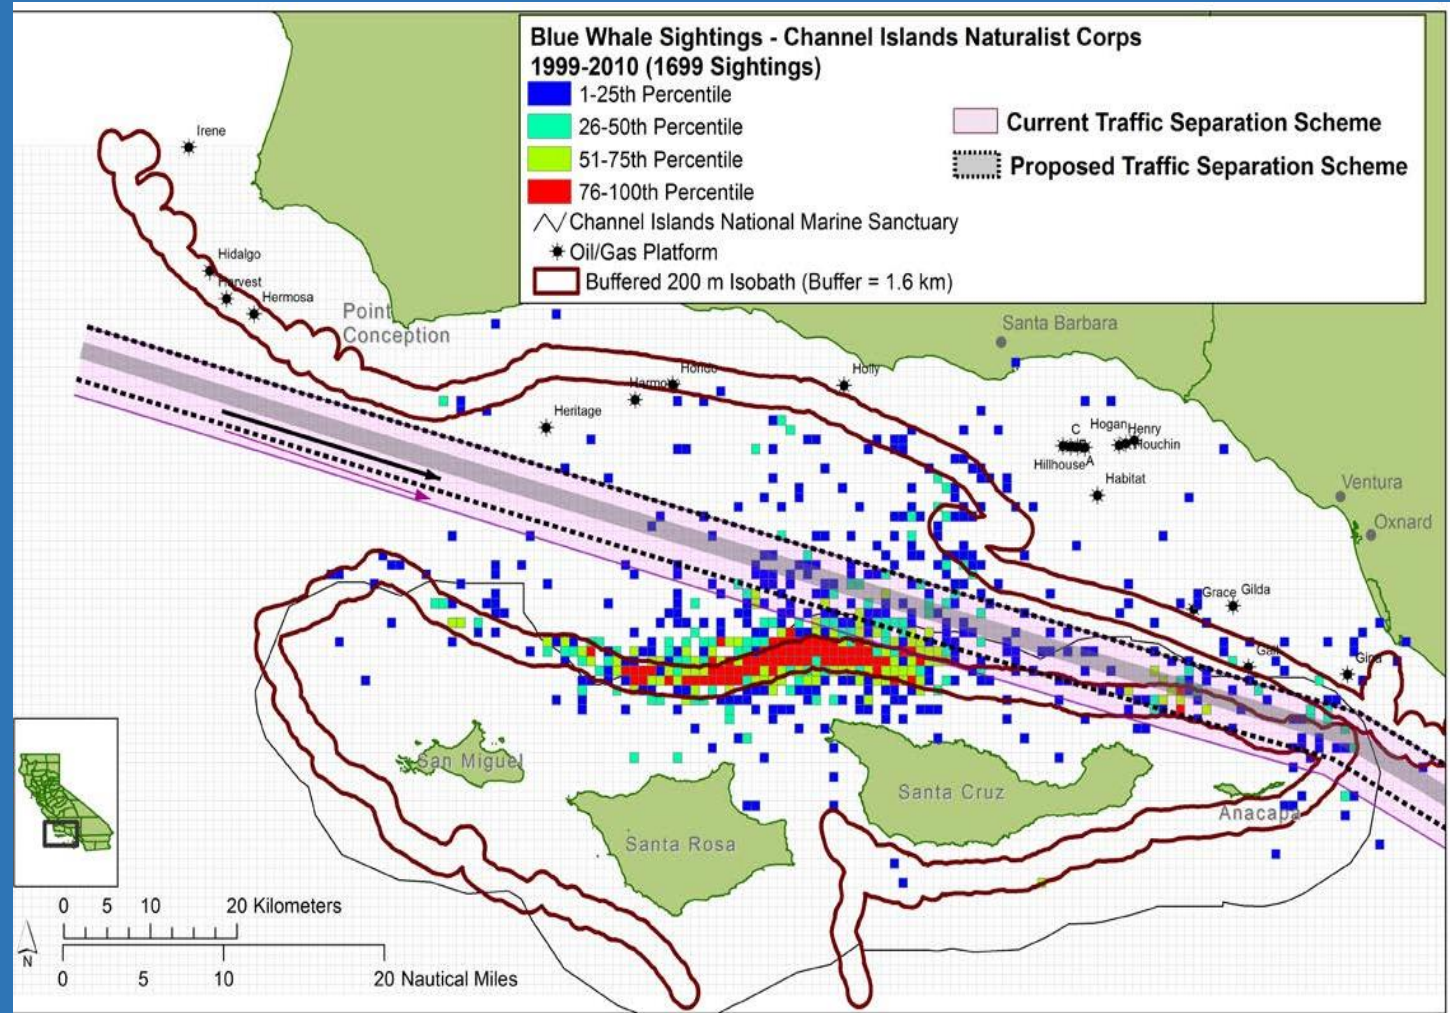 Blue Whale Sightings - Channel Islands Naturalist Corps
1999-2010 (1699 Sightings)
1-25th Percentile
26-50th Percentile
51-75th Percentile
76-100th Percentile
Channel Islands National Marine Sanctuary
Oil/Gas Platform
Buffered 200 m Isobath (Buffer = 1.6 km)
Current Traffic Separation Scheme
Proposed Traffic Separation Scheme
Irene
Hidalgo
Harvest
Hermosa
Point
Conception
Santa Barbara
Hondo
Holly
Heritage
C
Hogan
Henry
Houchin
Hillhouse
A
Habitat
Ventura
Oxnard
Grace
Gilda
Gail
Gina
San Miguel
Santa Rosa
Santa Cruz
Anacapa
0 5 10 20 Kilometers
N
0 5 10 20 Nautical Miles